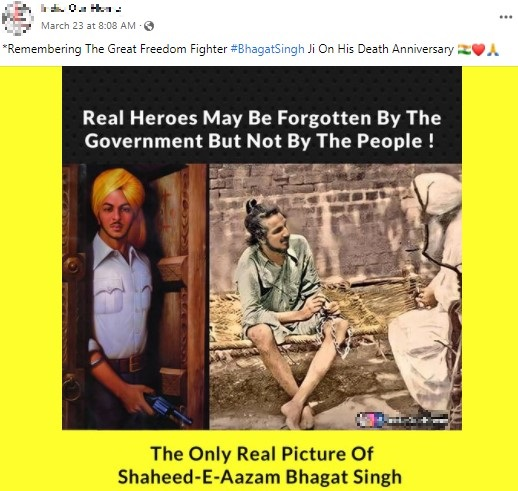 March 23 at 8:08 AM ·
*Remembering The Great Freedom Fighter #BhagatSingh Ji On His Death Anniversary 🇮🇳❤️🙏
Real Heroes May Be Forgotten By The
Government But Not By The People !
The Only Real Picture Of
Shaheed-E-Aazam Bhagat Singh